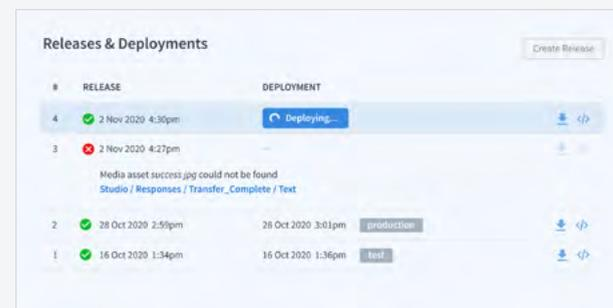 Releases & Deployments
Create Release
# RELEASE DEPLOYMENT
4 2 Nov 2020 4:30pm Deploying...
3 2 Nov 2020 4:27pm —
Media asset success.jpg could not be found
Studio / Responses / Transfer_Complete / Text
2 28 Oct 2020 2:59pm 28 Oct 2020 3:01pm production
1 16 Oct 2020 1:34pm 16 Oct 2020 1:36pm test